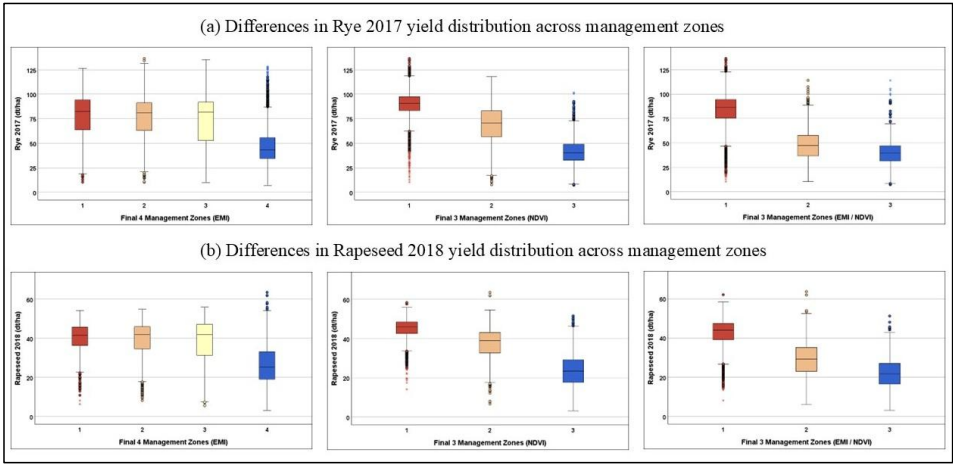 (a) Differences in Rye 2017 yield distribution across management zones
Rye 2017 (dt/ha)
125
100
75
50
25
0
1 2 3 4
Final 4 Management Zones (EMI)
Rye 2017 (dt/ha)
125
100
75
50
25
0
1 2 3
Final 3 Management Zones (NDVI)
Rye 2017 (dt/ha)
125
100
75
50
25
0
1 2 3
Final 3 Management Zones (EMI / NDVI)
(b) Differences in Rapeseed 2018 yield distribution across management zones
Rapeseed 2018 (dt/ha)
60
40
20
0
1 2 3 4
Final 4 Management Zones (EMI)
Rapeseed 2018 (dt/ha)
60
40
20
0
1 2 3
Final 3 Management Zones (NDVI)
Rapeseed 2018 (dt/ha)
60
40
20
0
1 2 3
Final 3 Management Zones (EMI / NDVI)